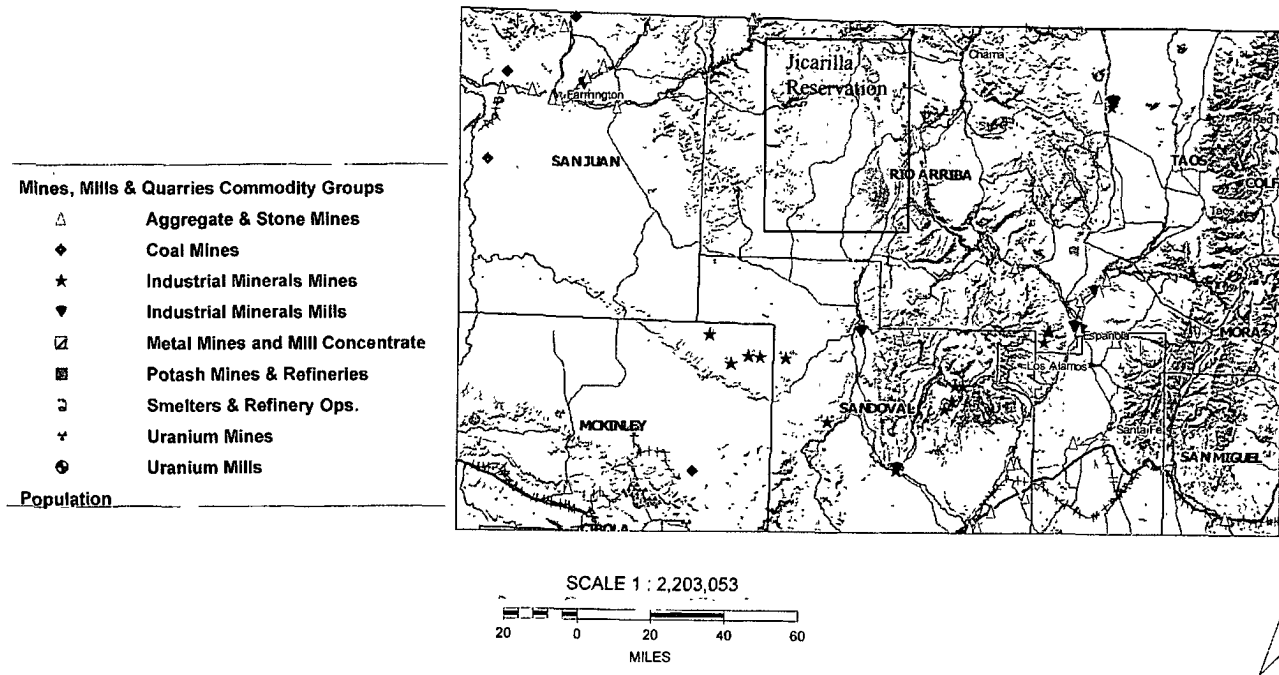 Mines, Mills & Quarries Commodity Groups
Aggregate & Stone Mines
Coal Mines
Industrial Minerals Mines
Industrial Minerals Mills
Metal Mines and Mill Concentrate
Potash Mines & Refineries
Smelters & Refinery Ops.
Uranium Mines
Uranium Mills
Population
Jicarilla
Reservation
Chama
Farmington
SAN JUAN
RIO ARRIBA
TAOS
COLF
Taos
MORA
Española
Los Alamos
SANDOVAL
MCKINLEY
Santa Fe
SAN MIGUEL
CIBOLA
SCALE 1 : 2,203,053
20 0 20 40 60
MILES